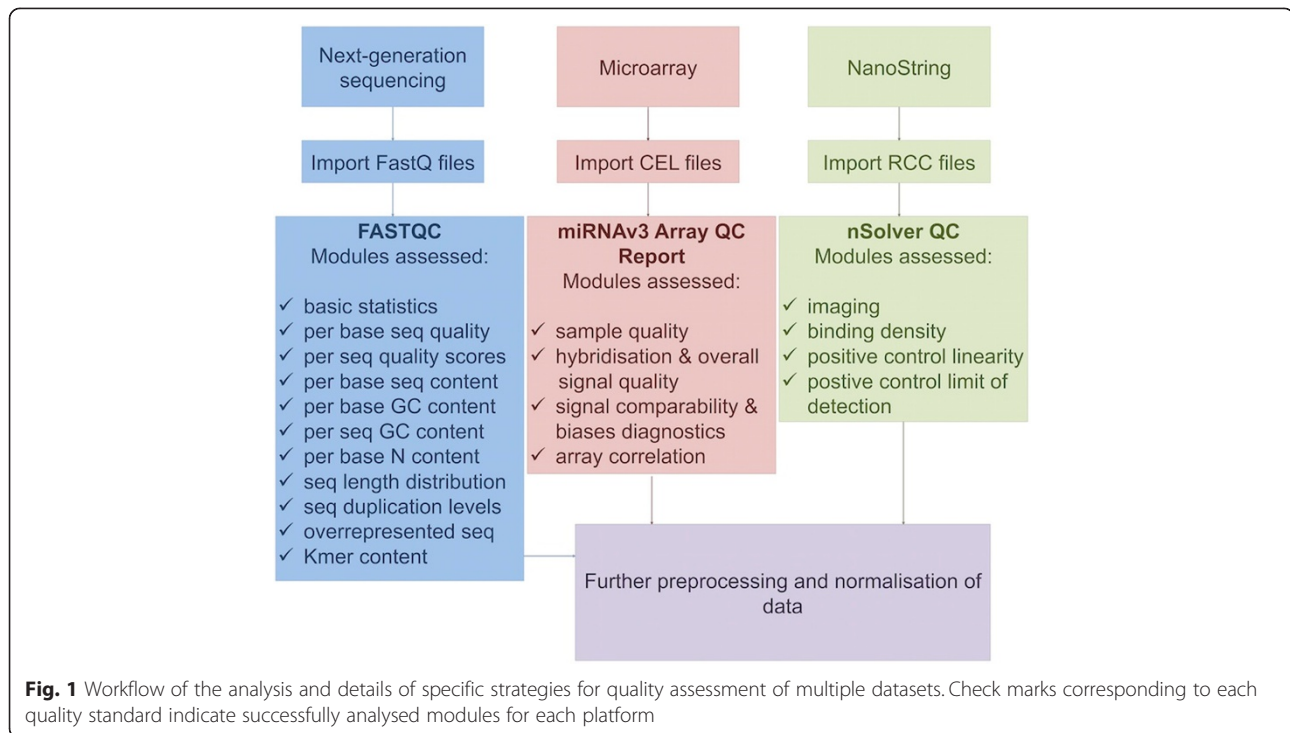 Next-generation
sequencing
Import FastQ files
FASTQC
Modules assessed:
✓ basic statistics
✓ per base seq quality
✓ per seq quality scores
✓ per base seq content
✓ per base GC content
✓ per seq GC content
✓ per base N content
✓ seq length distribution
✓ seq duplication levels
✓ overrepresented seq
✓ Kmer content
Microarray
Import CEL files
miRNAv3 Array QC
Report
Modules assessed:
✓ sample quality
✓ hybridisation & overall
signal quality
✓ signal comparability &
biases diagnostics
✓ array correlation
NanoString
Import RCC files
nSolver QC
Modules assessed:
✓ imaging
✓ binding density
✓ positive control linearity
✓ postive control limit of
detection
Further preprocessing and normalisation of
data
Fig. 1 Workflow of the analysis and details of specific strategies for quality assessment of multiple datasets. Check marks corresponding to each
quality standard indicate successfully analysed modules for each platform